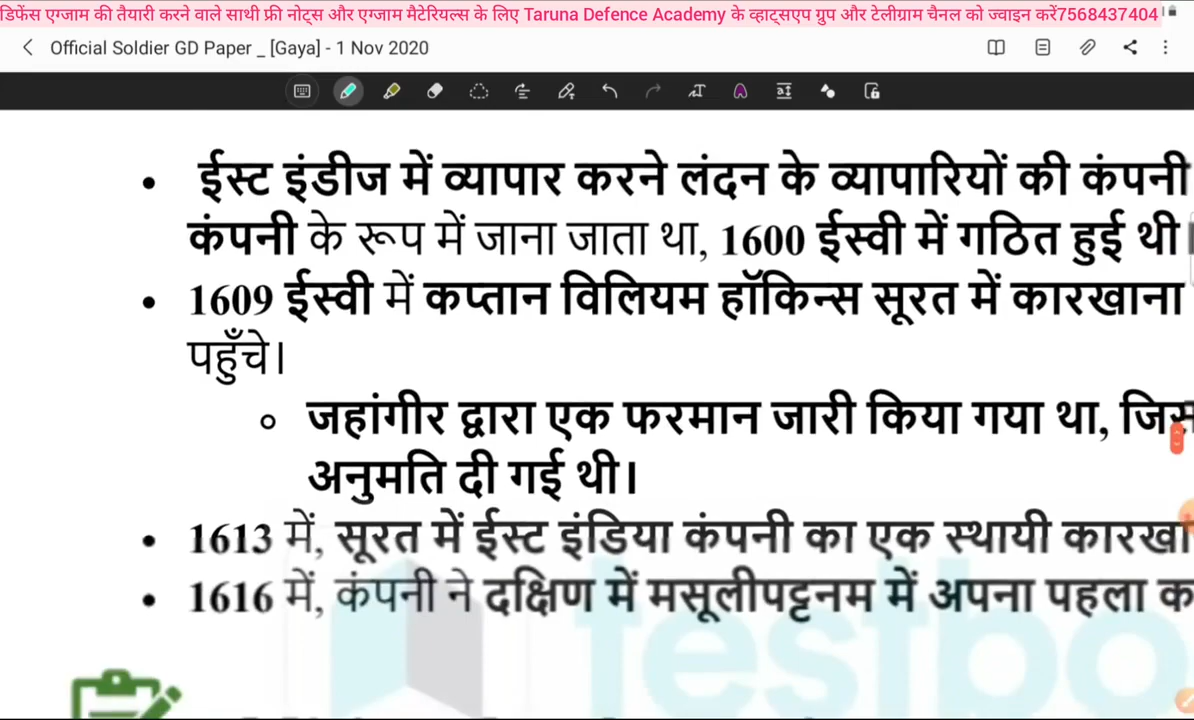 डिफेंस एग्जाम की तैयारी करने वाले साथी फ्री नोट्स और एग्जाम मैटेरियल्स के लिए Taruna Defence Academy के व्हाट्सएप ग्रुप और टेलीग्राम चैनल को ज्वाइन करें7568437404
Official Soldier GD Paper _ [Gaya] - 1 Nov 2020
• ईस्ट इंडीज में व्यापार करने लंदन के व्यापारियों की कंपनी
कंपनी के रूप में जाना जाता था, 1600 ईस्वी में गठित हुई थी
• 1609 ईस्वी में कप्तान विलियम हॉकिन्स सूरत में कारखाना
पहुँचे।
जहांगीर द्वारा एक फरमान जारी किया गया था,
अनुमति दी गई थी।
• 1613 में, सूरत में ईस्ट इंडिया कंपनी का एक स्थायी
• 1616 में, कंपनी ने दक्षिण में मसूलीपट्टनम में अपना पहला